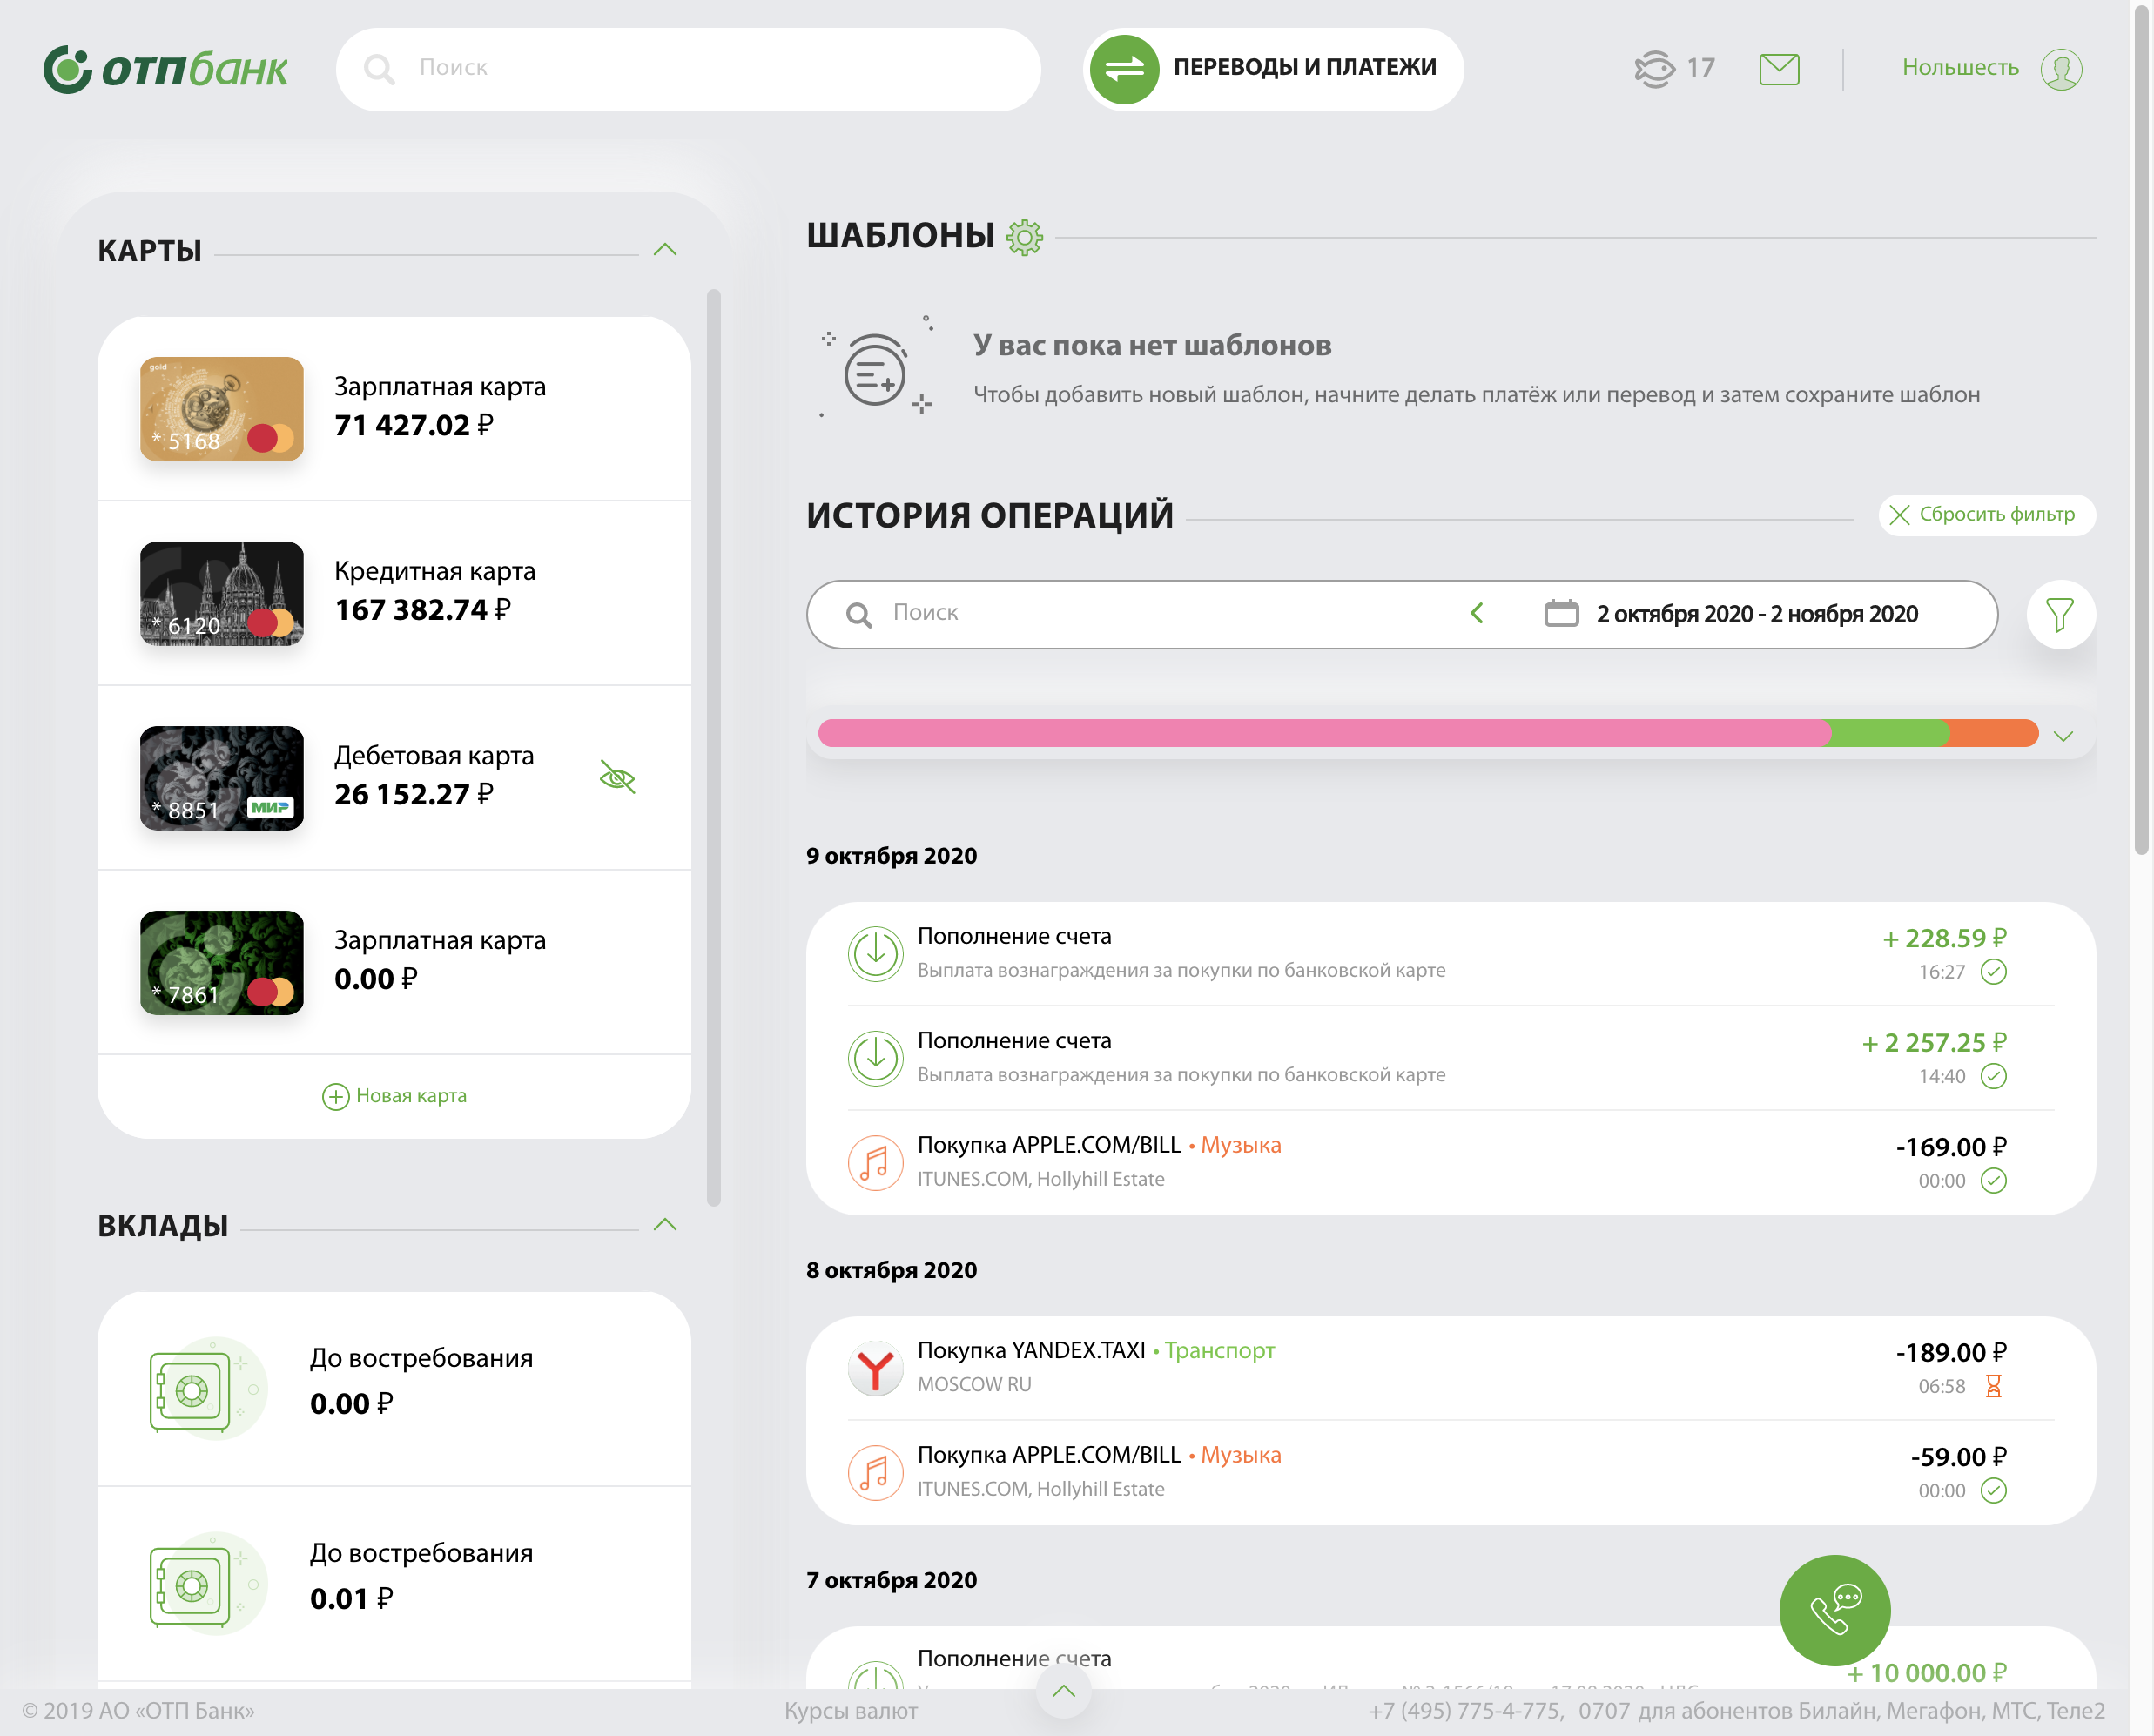 отпбанк
Поиск
ПЕРЕВОДЫ И ПЛАТЕЖИ
17
Нольшесть
КАРТЫ
gold
* 5168
Зарплатная карта
71 427.02 ₽
* 6120
Кредитная карта
167 382.74 ₽
* 8851
МИР
Дебетовая карта
26 152.27 ₽
* 7861
Зарплатная карта
0.00 ₽
Новая карта
ВКЛАДЫ
До востребования
0.00 ₽
До востребования
0.01 ₽
ШАБЛОНЫ
У вас пока нет шаблонов
Чтобы добавить новый шаблон, начните делать платёж или перевод и затем сохраните шаблон
ИСТОРИЯ ОПЕРАЦИЙ
Сбросить фильтр
Поиск
2 октября 2020 - 2 ноября 2020
9 октября 2020
Пополнение счета
+ 228.59 ₽
Выплата вознаграждения за покупки по банковской карте
16:27
Пополнение счета
+ 2 257.25 ₽
Выплата вознаграждения за покупки по банковской карте
14:40
Покупка APPLE.COM/BILL • Музыка
-169.00 ₽
ITUNES.COM, Hollyhill Estate
00:00
8 октября 2020
Покупка YANDEX.TAXI • Транспорт
-189.00 ₽
MOSCOW RU
06:58
Покупка APPLE.COM/BILL • Музыка
-59.00 ₽
ITUNES.COM, Hollyhill Estate
00:00
7 октября 2020
Пополнение счета
+ 10 000.00 ₽
© 2019 АО «ОТП Банк»
Курсы валют
+7 (495) 775-4-775, 0707 для абонентов Билайн, Мегафон, МТС, Теле2